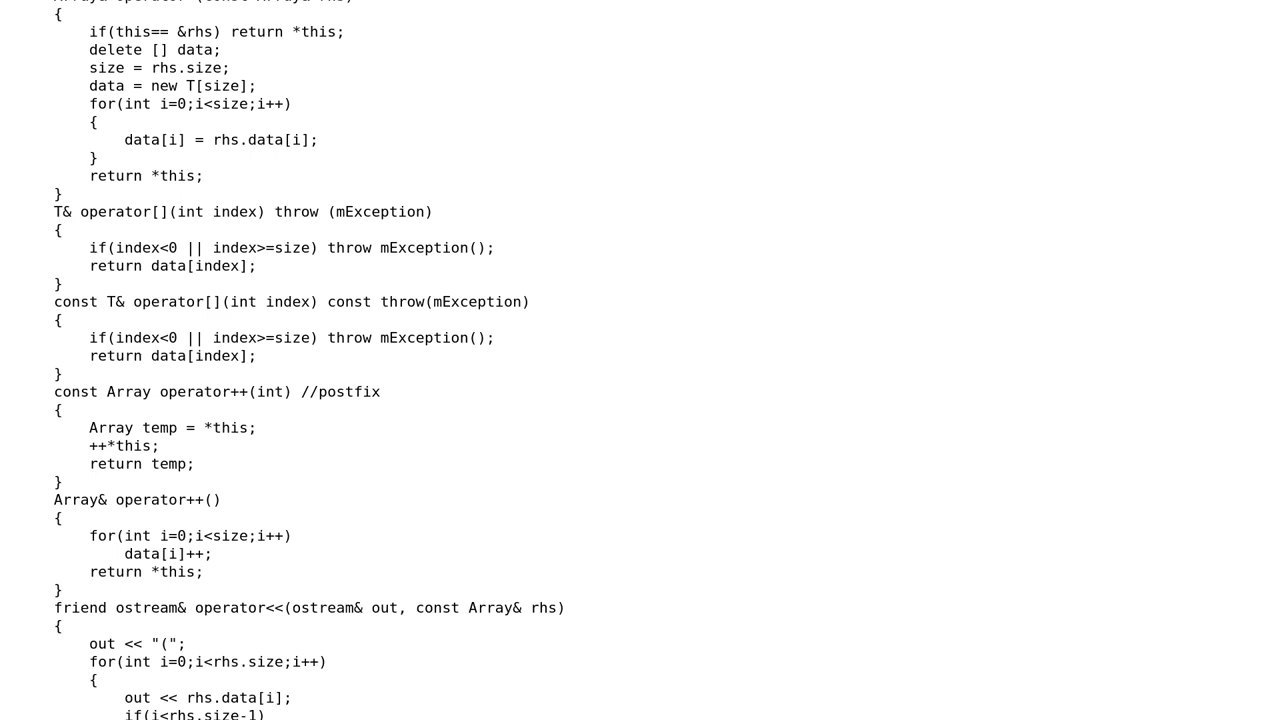 {
    if(this== &rhs) return *this;
    delete [] data;
    size = rhs.size;
    data = new T[size];
    for(int i=0;i<size;i++)
    {
        data[i] = rhs.data[i];
    }
    return *this;
}
T& operator[](int index) throw (mException)
{
    if(index<0 || index>=size) throw mException();
    return data[index];
}
const T& operator[](int index) const throw(mException)
{
    if(index<0 || index>=size) throw mException();
    return data[index];
}
const Array operator++(int) //postfix
{
    Array temp = *this;
    ++*this;
    return temp;
}
Array& operator++()
{
    for(int i=0;i<size;i++)
        data[i]++;
    return *this;
}
friend ostream& operator<<(ostream& out, const Array& rhs)
{
    out << "(";
    for(int i=0;i<rhs.size;i++)
    {
        out << rhs.data[i];
        if(i<rhs.size-1)